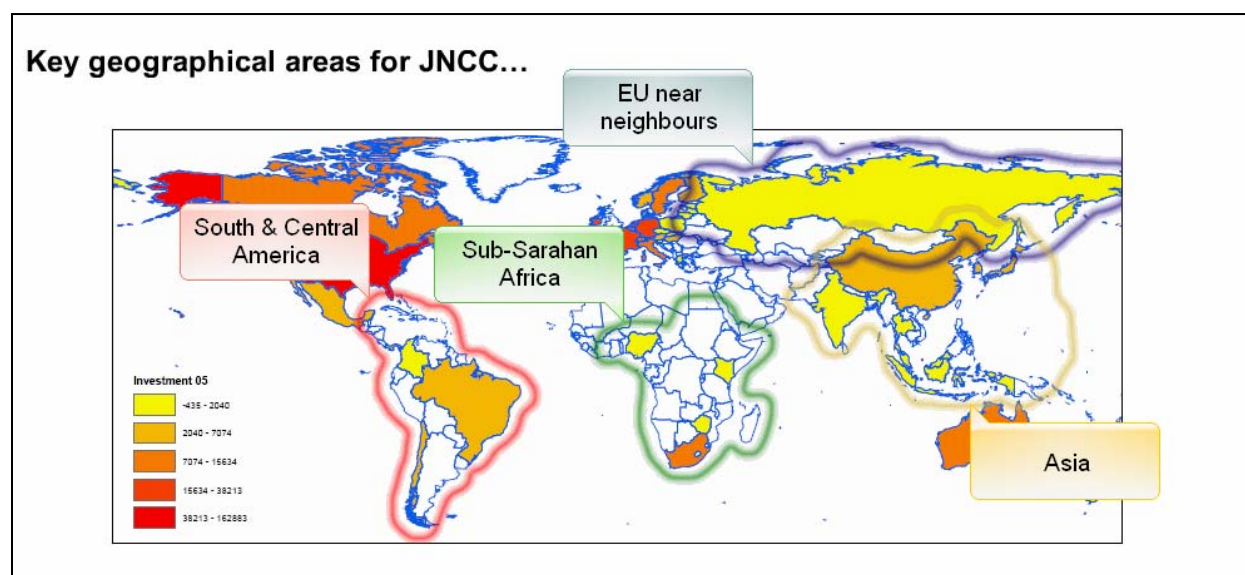 Key geographical areas for JNCC…
EU near
neighbours
South & Central
America
Sub-Sarahan
Africa
Asia
Investment 05
-435 - 2040
2040 - 7074
7074 - 15634
15634 - 38213
38213 - 162883